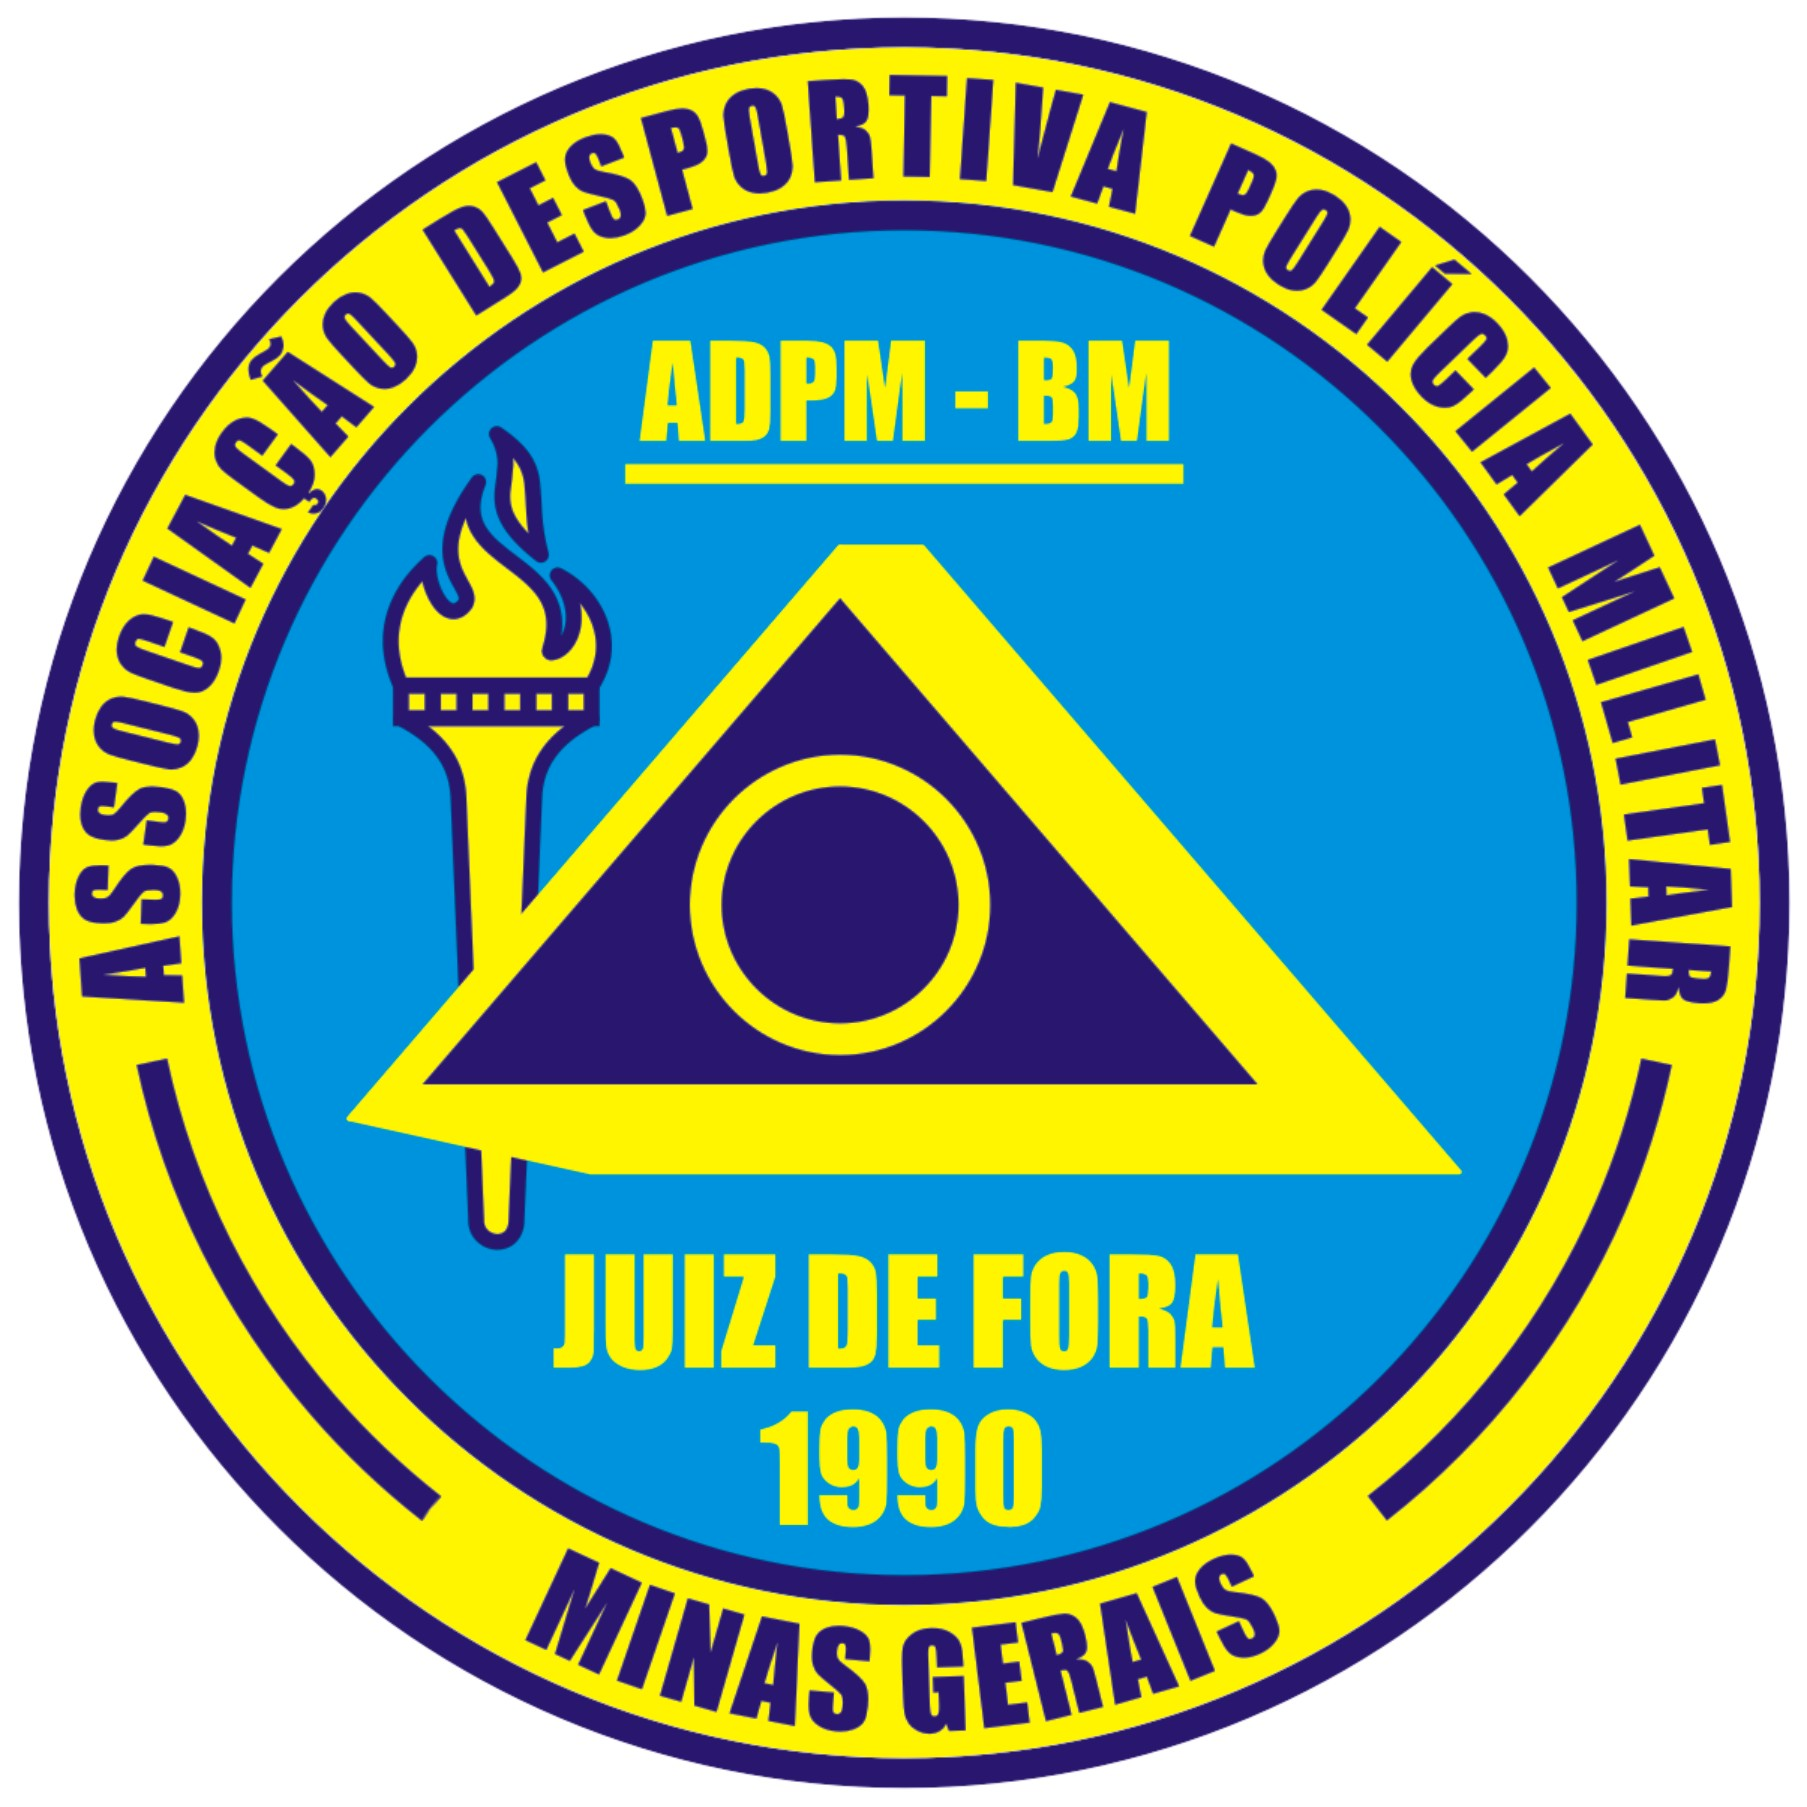 ASSOCIAÇÃO DESPORTIVA POLÍCIA MILITAR
ADPM - BM
JUIZ DE FORA
1990
MINAS GERAIS